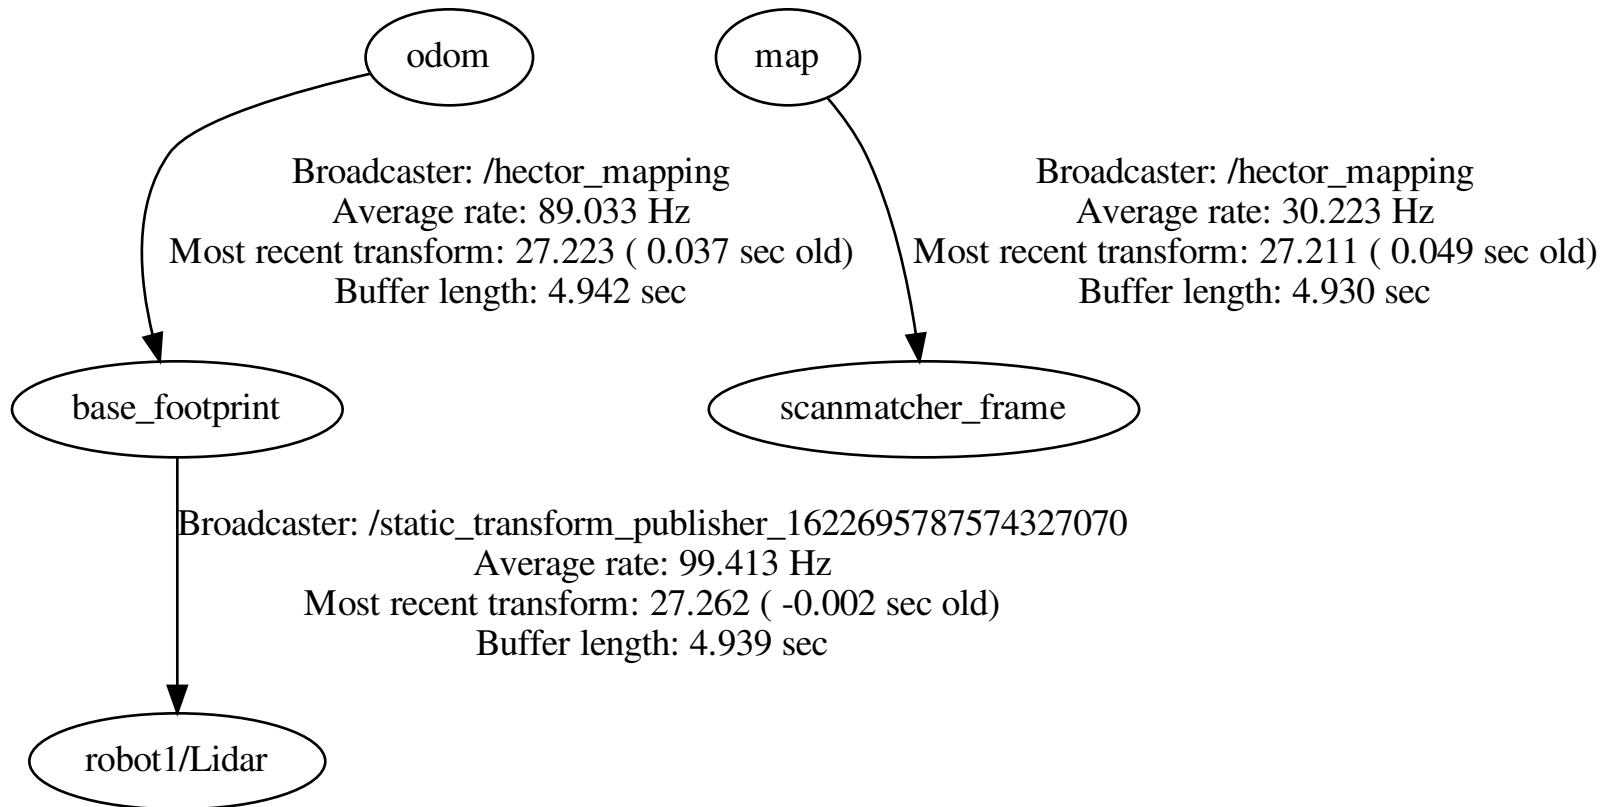 odom
map
Broadcaster: /hector_mapping
Average rate: 89.033 Hz
Most recent transform: 27.223 ( 0.037 sec old)
Buffer length: 4.942 sec
Broadcaster: /hector_mapping
Average rate: 30.223 Hz
Most recent transform: 27.211 ( 0.049 sec old)
Buffer length: 4.930 sec
base_footprint
scanmatcher_frame
Broadcaster: /static_transform_publisher_1622695787574327070
Average rate: 99.413 Hz
Most recent transform: 27.262 ( -0.002 sec old)
Buffer length: 4.939 sec
robot1/Lidar